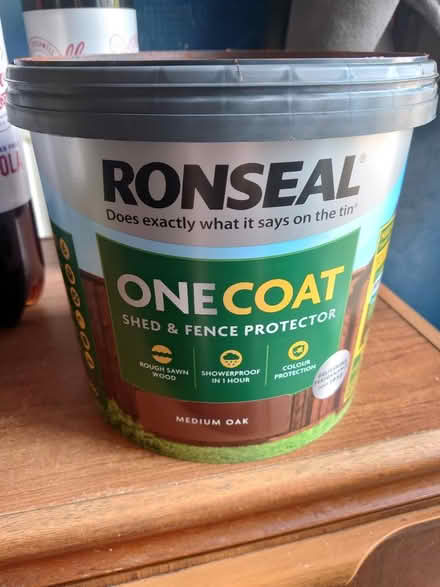 RONSEAL®
Does exactly what it says on the tin®
ONE COAT
SHED & FENCE PROTECTOR
ROUGH SAWN
WOOD
SHOWERPROOF
IN 1 HOUR
COLOUR
PROTECTION
MEDIUM OAK
OLA